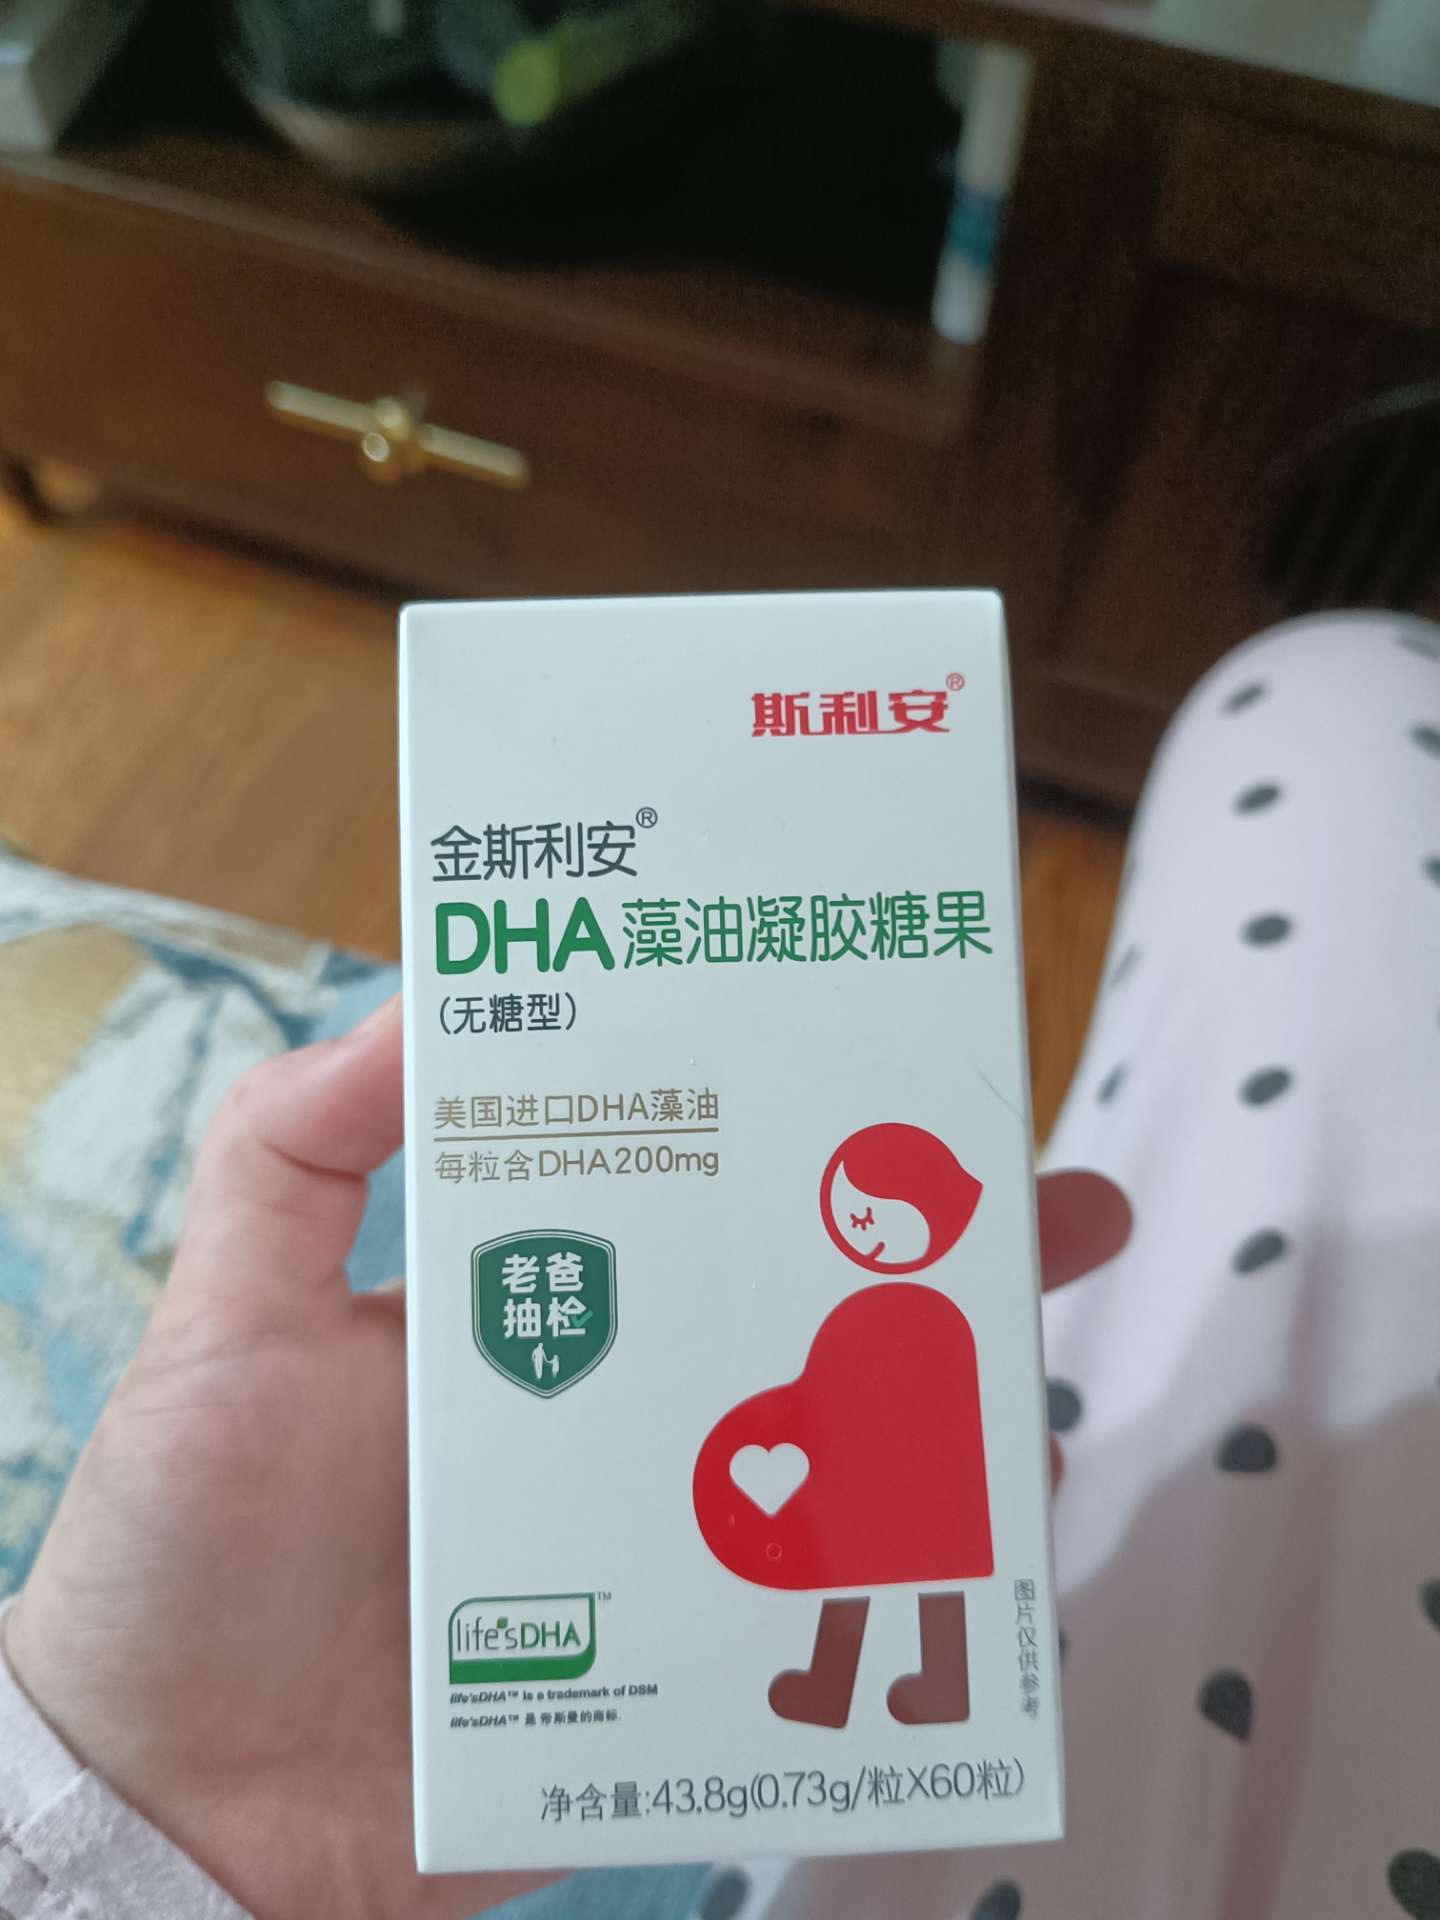 斯利安®
金斯利安®
DHA藻油凝胶糖果
(无糖型)
美国进口DHA藻油
每粒含DHA200mg
老爸
抽检
life'sDHA™
life'sDHA™ is a trademark of DSM
life'sDHA™ 是 帝斯曼的商标.
图片仅供参考
净含量:43.8g(0.73g/粒X60粒)